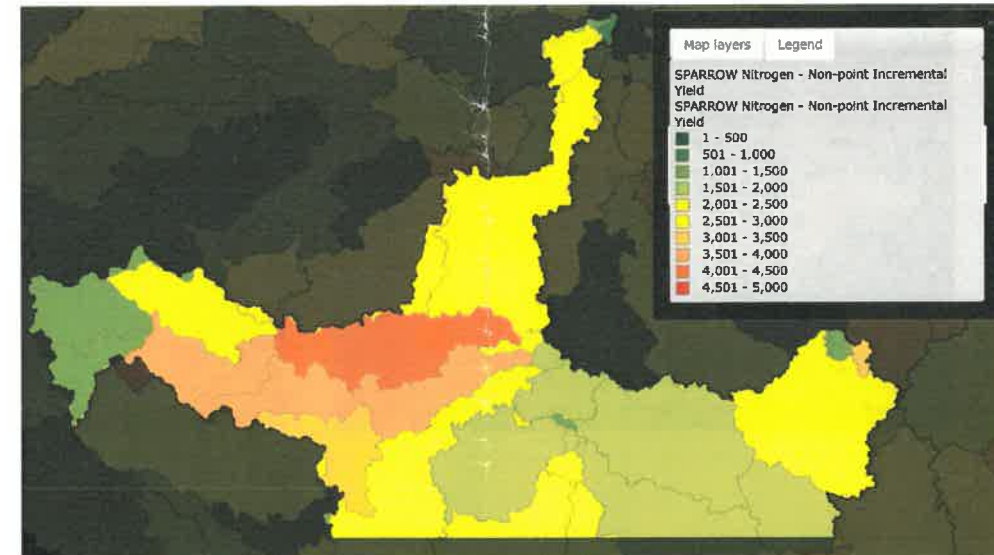 Map layers Legend
SPARROW Nitrogen - Non-point Incremental
Yield
SPARROW Nitrogen - Non-point Incremental
Yield
1 - 500
501 - 1,000
1,001 - 1,500
1,501 - 2,000
2,001 - 2,500
2,501 - 3,000
3,001 - 3,500
3,501 - 4,000
4,001 - 4,500
4,501 - 5,000